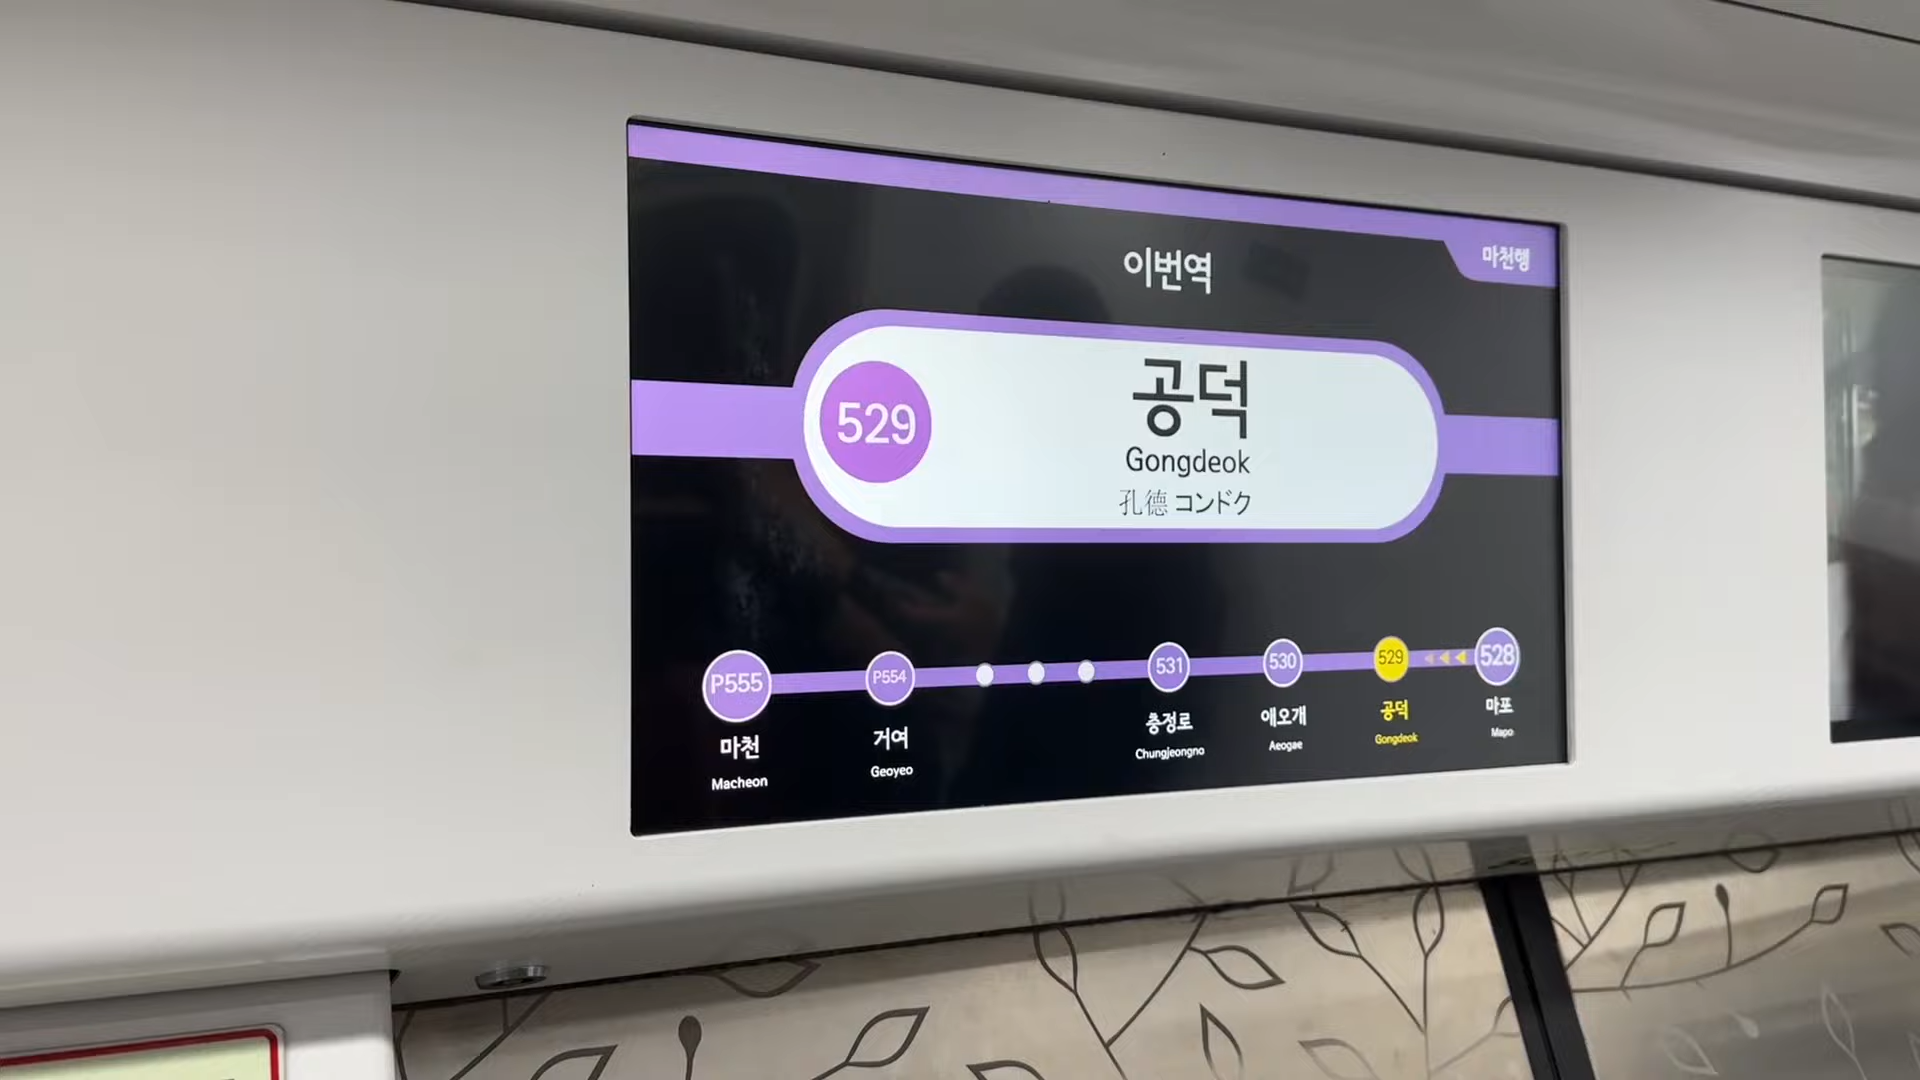 마천행
이번역
529
공덕
Gongdeok
孔德 コンドク
P555
P554
531
530
529
528
마천
거여
충정로
애오개
공덕
마포
Macheon
Geoyeo
Chungjeongno
Aeogae
Gongdeok
Mapo